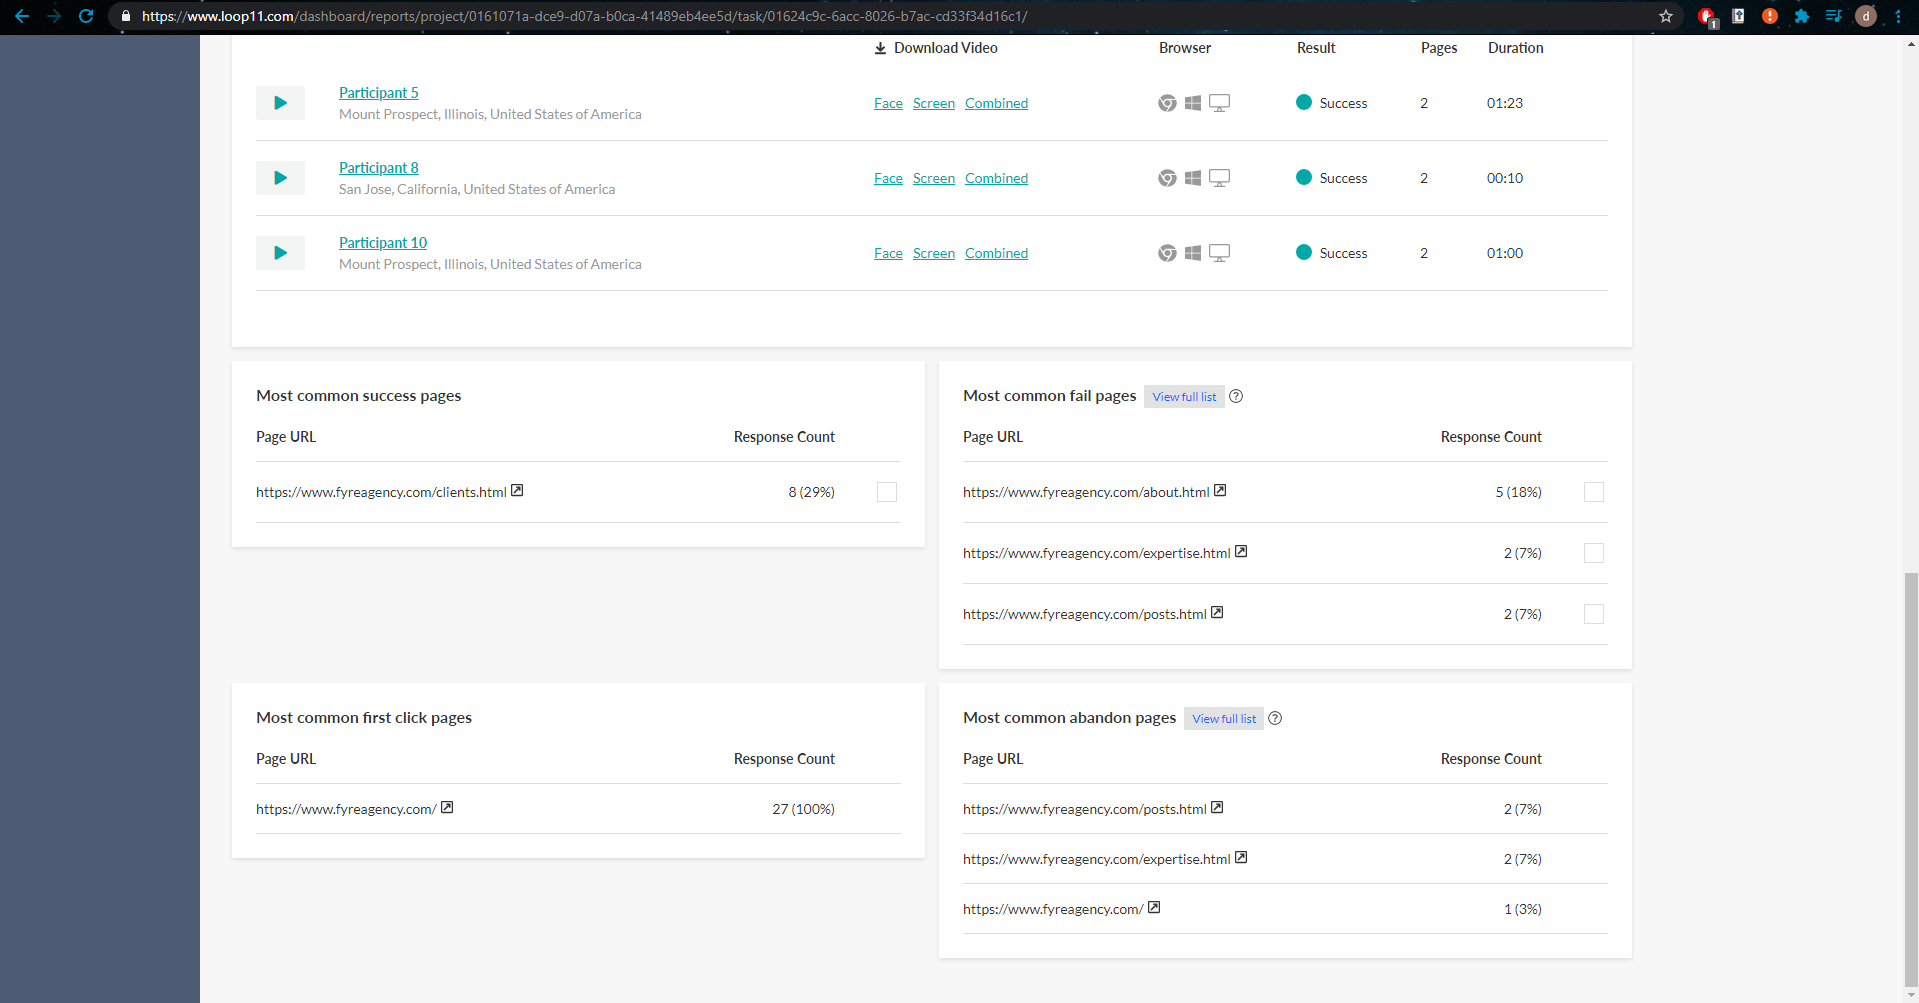 https://www.loop11.com/dashboard/reports/project/0161071a-dce9-d07a-b0ca-41489eb4ee5d/task/01624c9c-6acc-8026-b7ac-cd33f34d16c1/
1
d
Download Video Browser Result Pages Duration
Participant 5
Mount Prospect, Illinois, United States of America
Face Screen Combined Success 2 01:23
Participant 8
San Jose, California, United States of America
Face Screen Combined Success 2 00:10
Participant 10
Mount Prospect, Illinois, United States of America
Face Screen Combined Success 2 01:00
Most common success pages
Page URL Response Count
https://www.fyreagency.com/clients.html 8 (29%)
Most common fail pages View full list ?
Page URL Response Count
https://www.fyreagency.com/about.html 5 (18%)
https://www.fyreagency.com/expertise.html 2 (7%)
https://www.fyreagency.com/posts.html 2 (7%)
Most common first click pages
Page URL Response Count
https://www.fyreagency.com/ 27 (100%)
Most common abandon pages View full list ?
Page URL Response Count
https://www.fyreagency.com/posts.html 2 (7%)
https://www.fyreagency.com/expertise.html 2 (7%)
https://www.fyreagency.com/ 1 (3%)